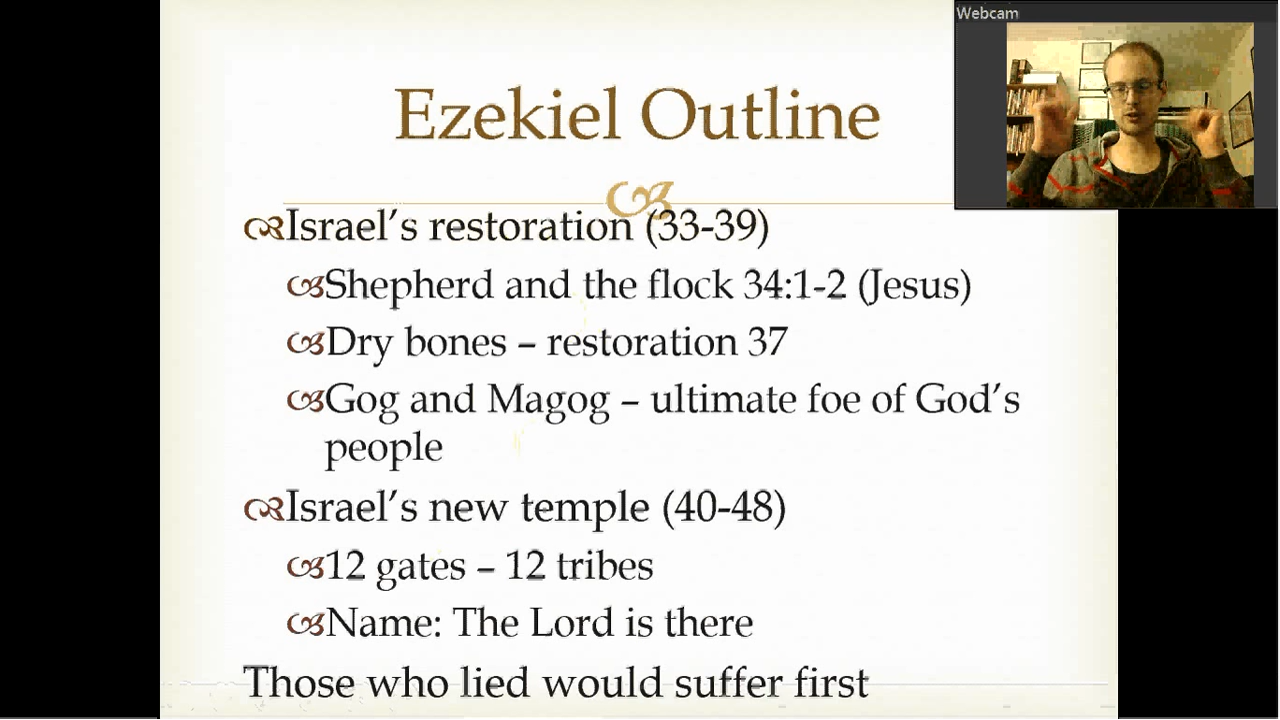 Webcam
Ezekiel Outline
Israel’s restoration (33-39)
Shepherd and the flock 34:1-2 (Jesus)
Dry bones – restoration 37
Gog and Magog – ultimate foe of God’s
people
Israel’s new temple (40-48)
12 gates – 12 tribes
Name: The Lord is there
Those who lied would suffer first